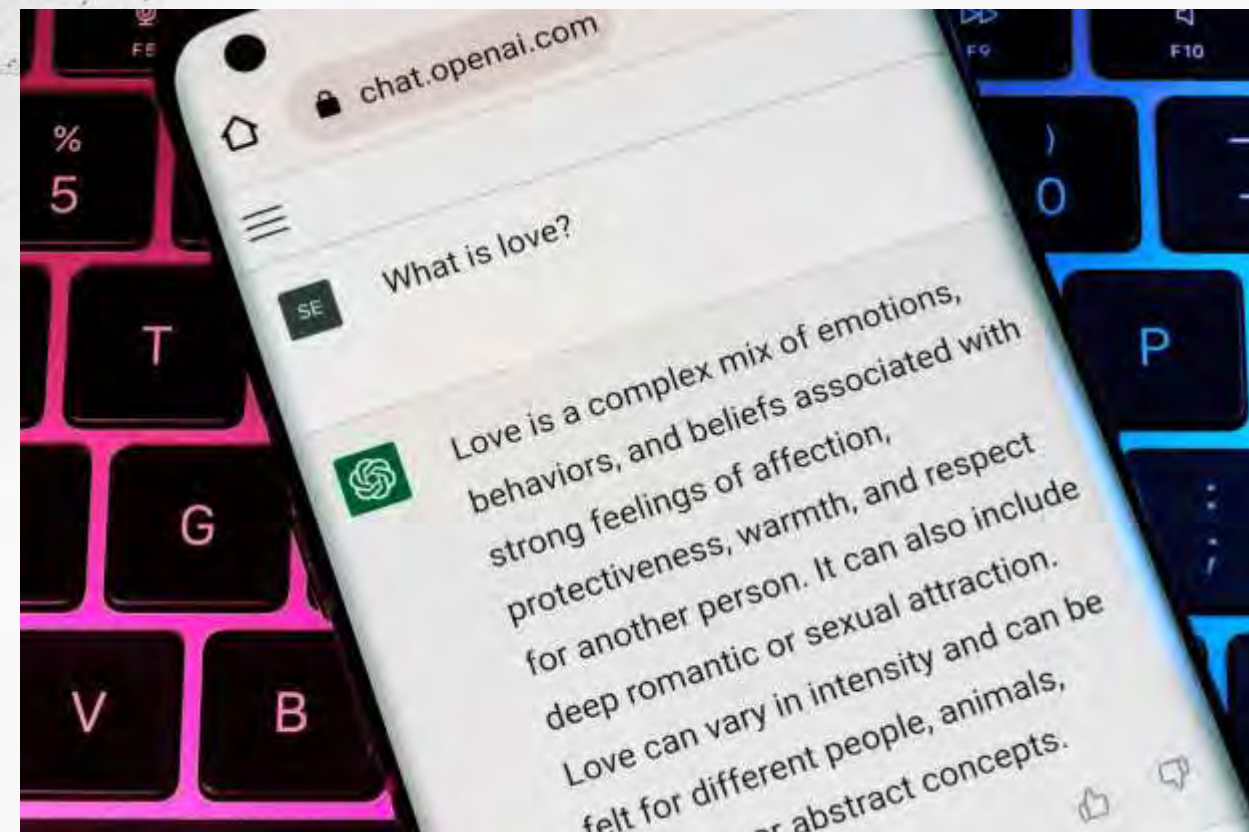 chat.openai.com
What is love?
SE
Love is a complex mix of emotions,
behaviors, and beliefs associated with
strong feelings of affection,
protectiveness, warmth, and respect
for another person. It can also include
deep romantic or sexual attraction.
Love can vary in intensity and can be
felt for different people, animals,
or abstract concepts.
F5
F9
F10
%
5
)
0
T
P
G
:
;
V
B